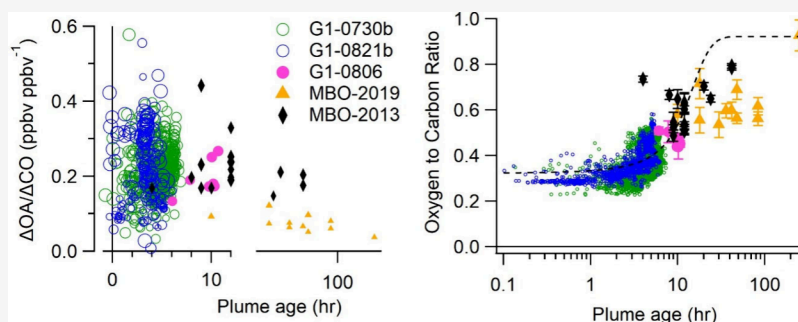 ΔOA/ΔCO (ppbv ppbv⁻¹)
0.6
0.4
0.2
0.0
0
10
100
Plume age (hr)
G1-0730b
G1-0821b
G1-0806
MBO-2019
MBO-2013
Oxygen to Carbon Ratio
1.0
0.8
0.6
0.4
0.2
0.0
0.1
1
10
100
Plume age (hr)